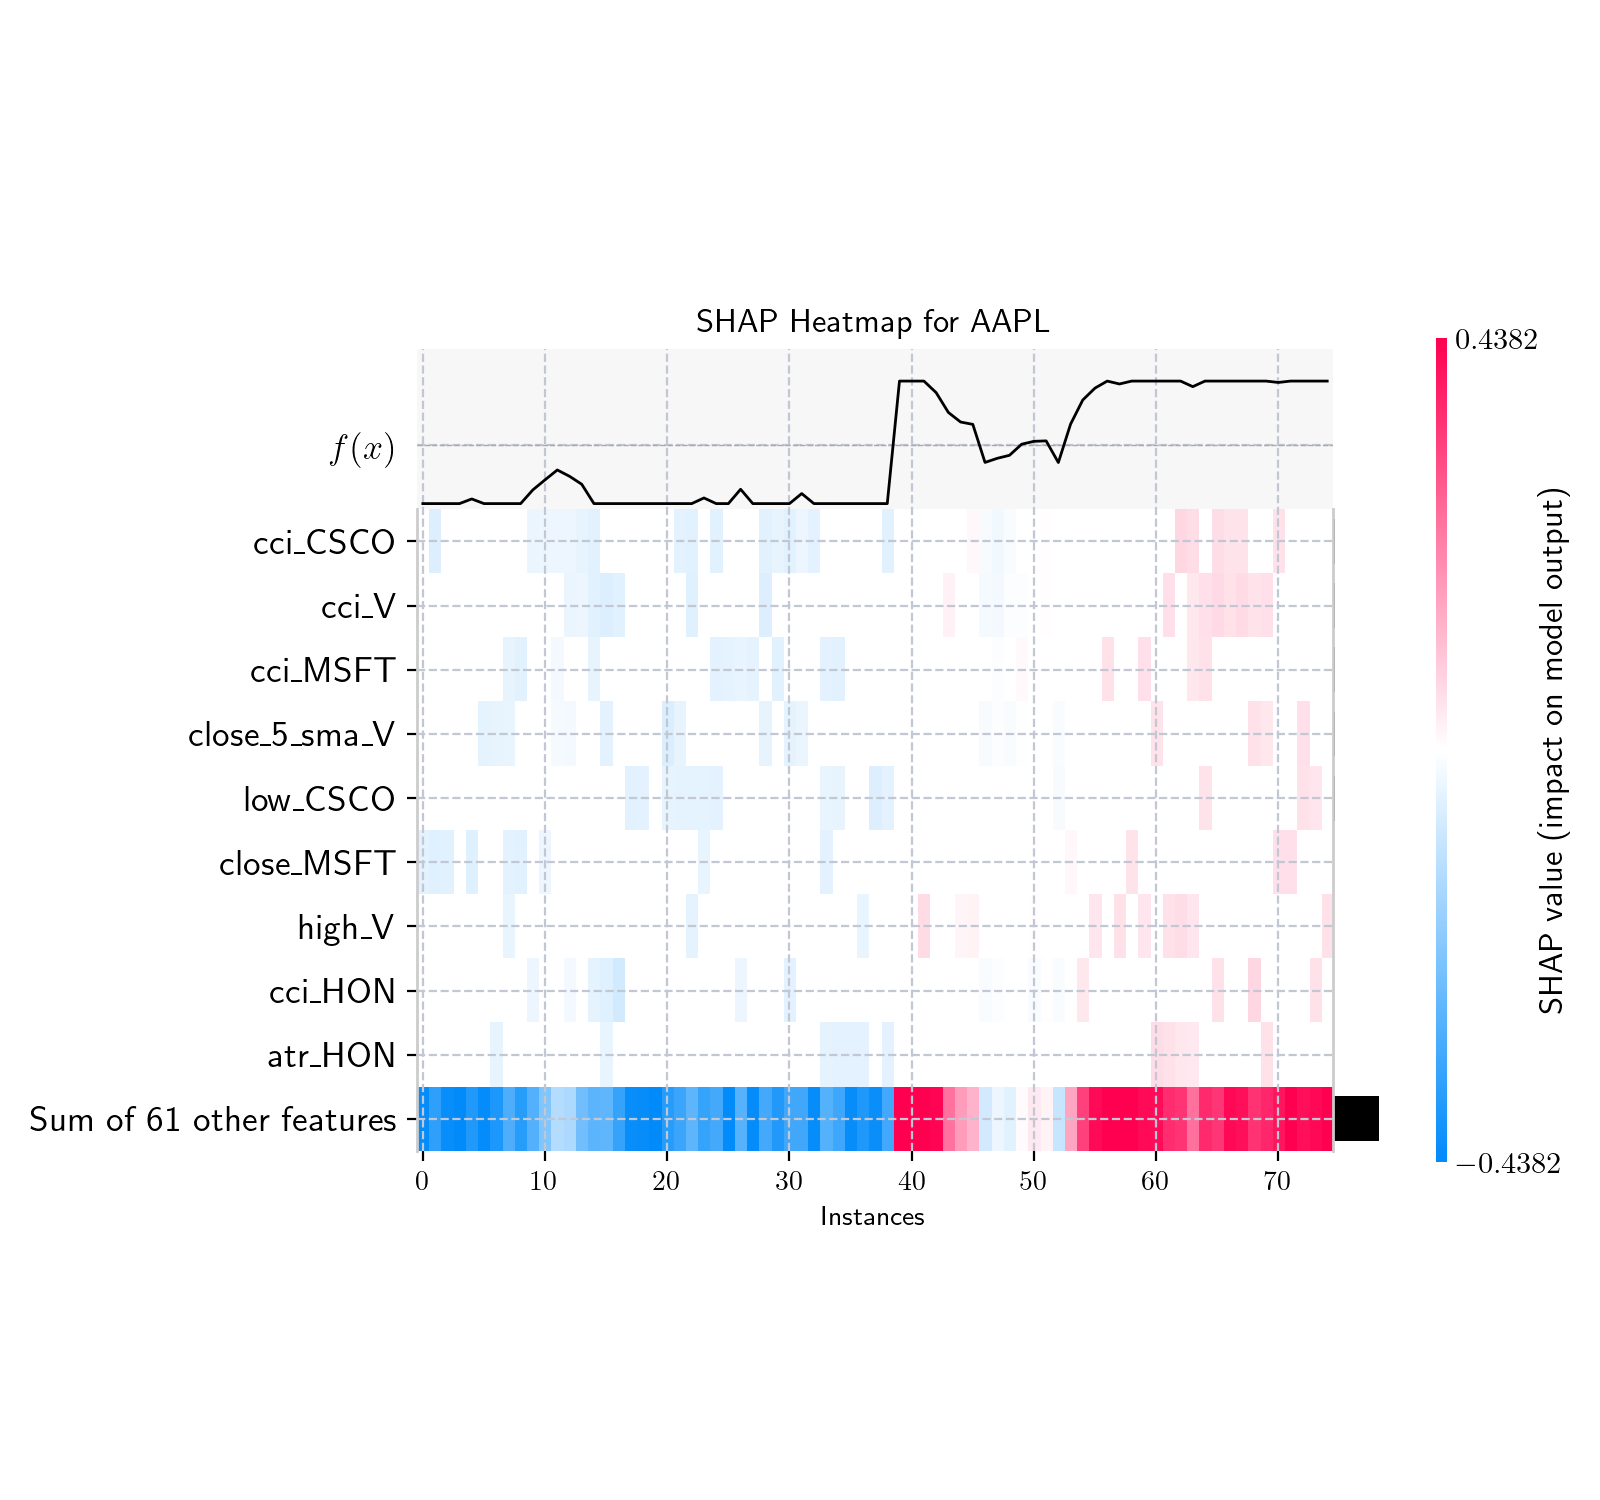 SHAP Heatmap for AAPL
0.4382
f(x)
cci_CSCO
cci_V
cci_MSFT
close_5_sma_V
low_CSCO
close_MSFT
high_V
cci_HON
atr_HON
Sum of 61 other features
SHAP value (impact on model output)
−0.4382
0 10 20 30 40 50 60 70
Instances